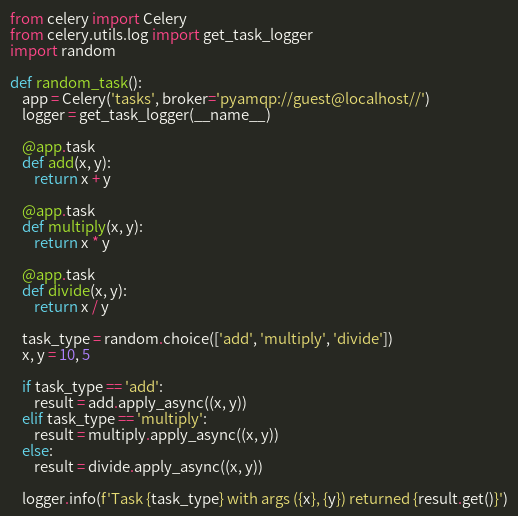 from celery import Celery
from celery.utils.log import get_task_logger
import random

def random_task():
    app = Celery('tasks', broker='pyamqp://guest@localhost//')
    logger = get_task_logger(__name__)

    @app.task
    def add(x, y):
        return x + y

    @app.task
    def multiply(x, y):
        return x * y

    @app.task
    def divide(x, y):
        return x / y

    task_type = random.choice(['add', 'multiply', 'divide'])
    x, y = 10, 5

    if task_type == 'add':
        result = add.apply_async((x, y))
    elif task_type == 'multiply':
        result = multiply.apply_async((x, y))
    else:
        result = divide.apply_async((x, y))

    logger.info(f'Task {task_type} with args ({x}, {y}) returned {result.get()}')